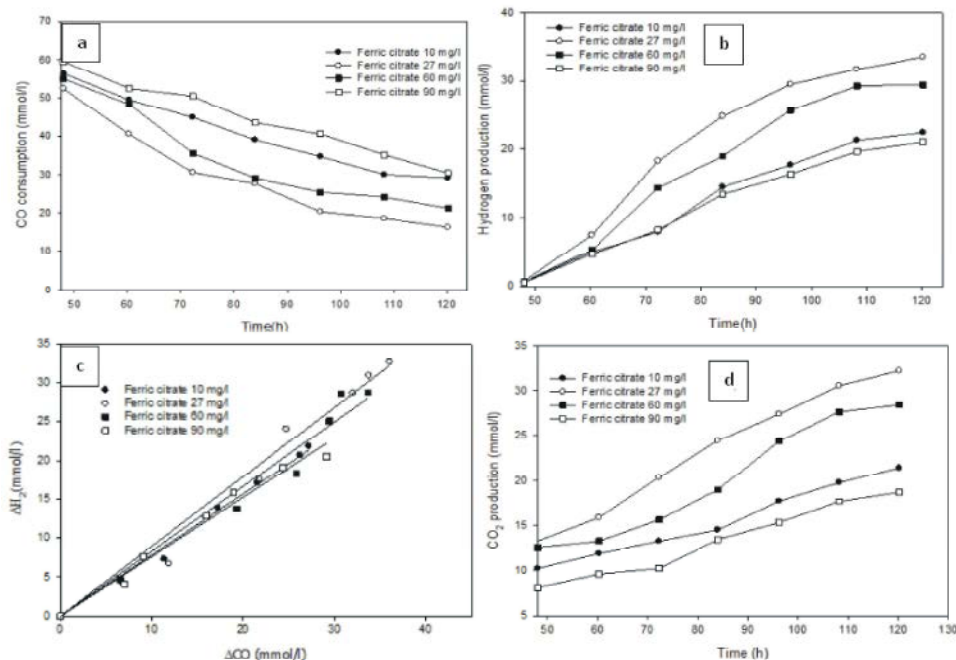 a
Ferric citrate 10 mg/l
Ferric citrate 27 mg/l
Ferric citrate 60 mg/l
Ferric citrate 90 mg/l
70
60
50
40
30
20
10
0
CO consumption (mmol/l)
50 60 70 80 90 100 110 120
Time(h)
b
Ferric citrate 10 mg/l
Ferric citrate 27 mg/l
Ferric citrate 60 mg/l
Ferric citrate 90 mg/l
40
30
20
10
0
Hydrogen production (mmol/l)
50 60 70 80 90 100 110 120
Time(h)
c
Ferric citrate 10 mg/l
Ferric citrate 27 mg/l
Ferric citrate 60 mg/l
Ferric citrate 90 mg/l
35
30
25
20
15
10
5
0
ΔH₂(mmol/l)
0 10 20 30 40
ΔCO (mmol/l)
d
Ferric citrate 10 mg/l
Ferric citrate 27 mg/l
Ferric citrate 60 mg/l
Ferric citrate 90 mg/l
35
30
25
20
15
10
5
CO₂ production (mmol/l)
50 60 70 80 90 100 110 120 130
Time (h)